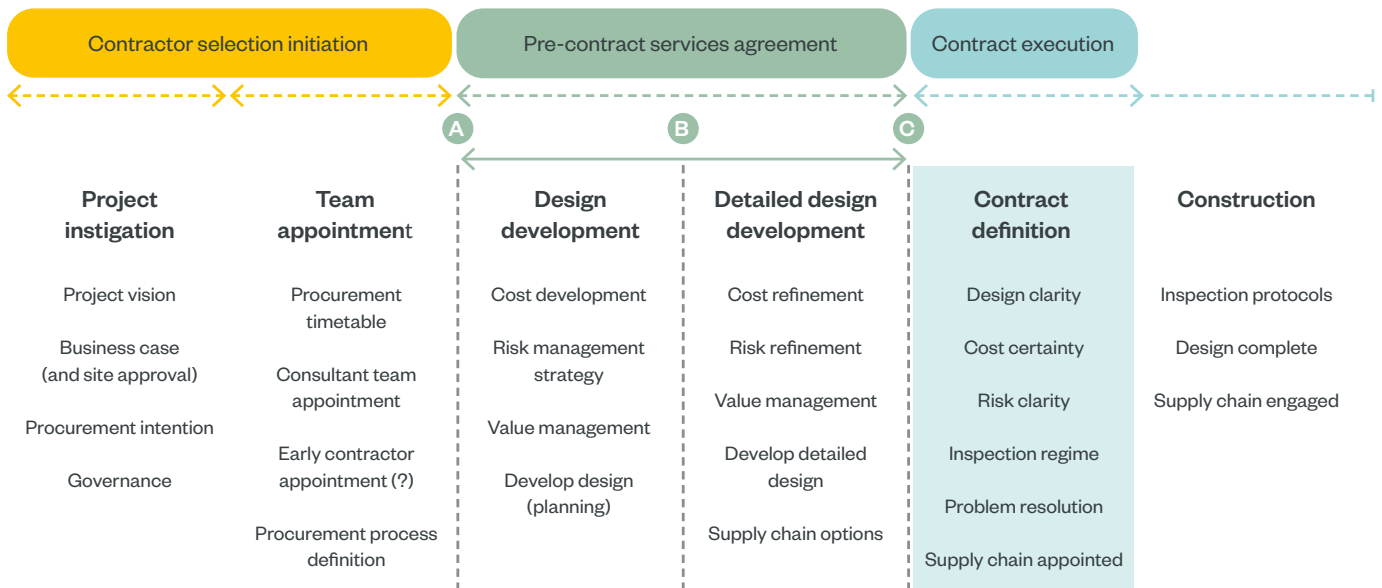 Contractor selection initiation
Pre-contract services agreement
Contract execution
A
B
C
Project
instigation
Project vision
Business case
(and site approval)
Procurement intention
Governance
Team
appointment
Procurement
timetable
Consultant team
appointment
Early contractor
appointment (?)
Procurement process
definition
Design
development
Cost development
Risk management
strategy
Value management
Develop design
(planning)
Detailed design
development
Cost refinement
Risk refinement
Value management
Develop detailed
design
Supply chain options
Contract
definition
Design clarity
Cost certainty
Risk clarity
Inspection regime
Problem resolution
Supply chain appointed
Construction
Inspection protocols
Design complete
Supply chain engaged